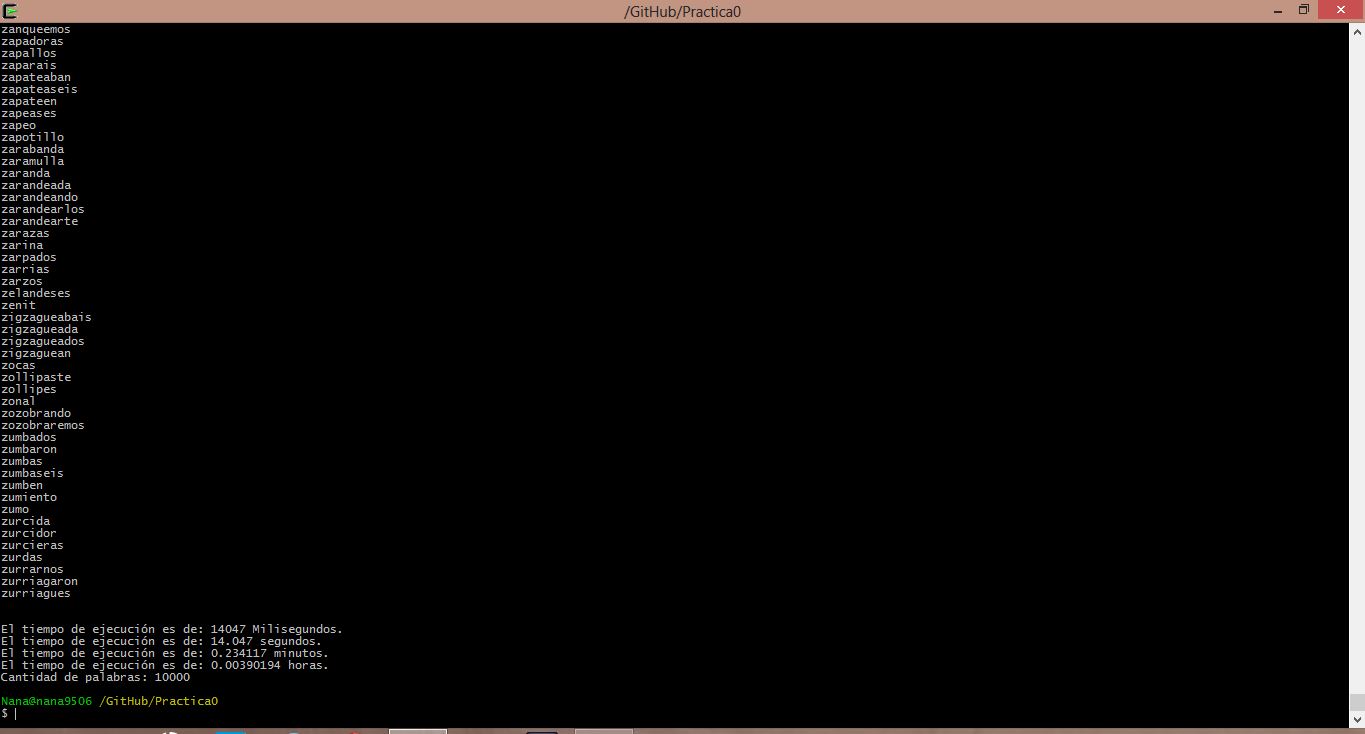 /GitHub/Practica0
zanqueemos
zapadoras
zapallos
zaparais
zapateaban
zapateaseis
zapateen
zapeases
zapeo
zapotillo
zarabanda
zaramulla
zaranda
zarandeada
zarandeando
zarandearlos
zarandearte
zarazas
zarina
zarpados
zarrias
zarzos
zelandeses
zenit
zigzagueabais
zigzagueada
zigzagueados
zigzaguean
zocas
zollipaste
zollipes
zonal
zozobrando
zozobraremos
zumbados
zumbaron
zumbas
zumbaseis
zumben
zumiento
zumo
zurcida
zurcidor
zurcieras
zurdas
zurrarnos
zurriagaron
zurriagues
El tiempo de ejecución es de: 14047 Milisegundos.
El tiempo de ejecución es de: 14.047 segundos.
El tiempo de ejecución es de: 0.234117 minutos.
El tiempo de ejecución es de: 0.00390194 horas.
Cantidad de palabras: 10000
Nana@nana9506 /GitHub/Practica0
$